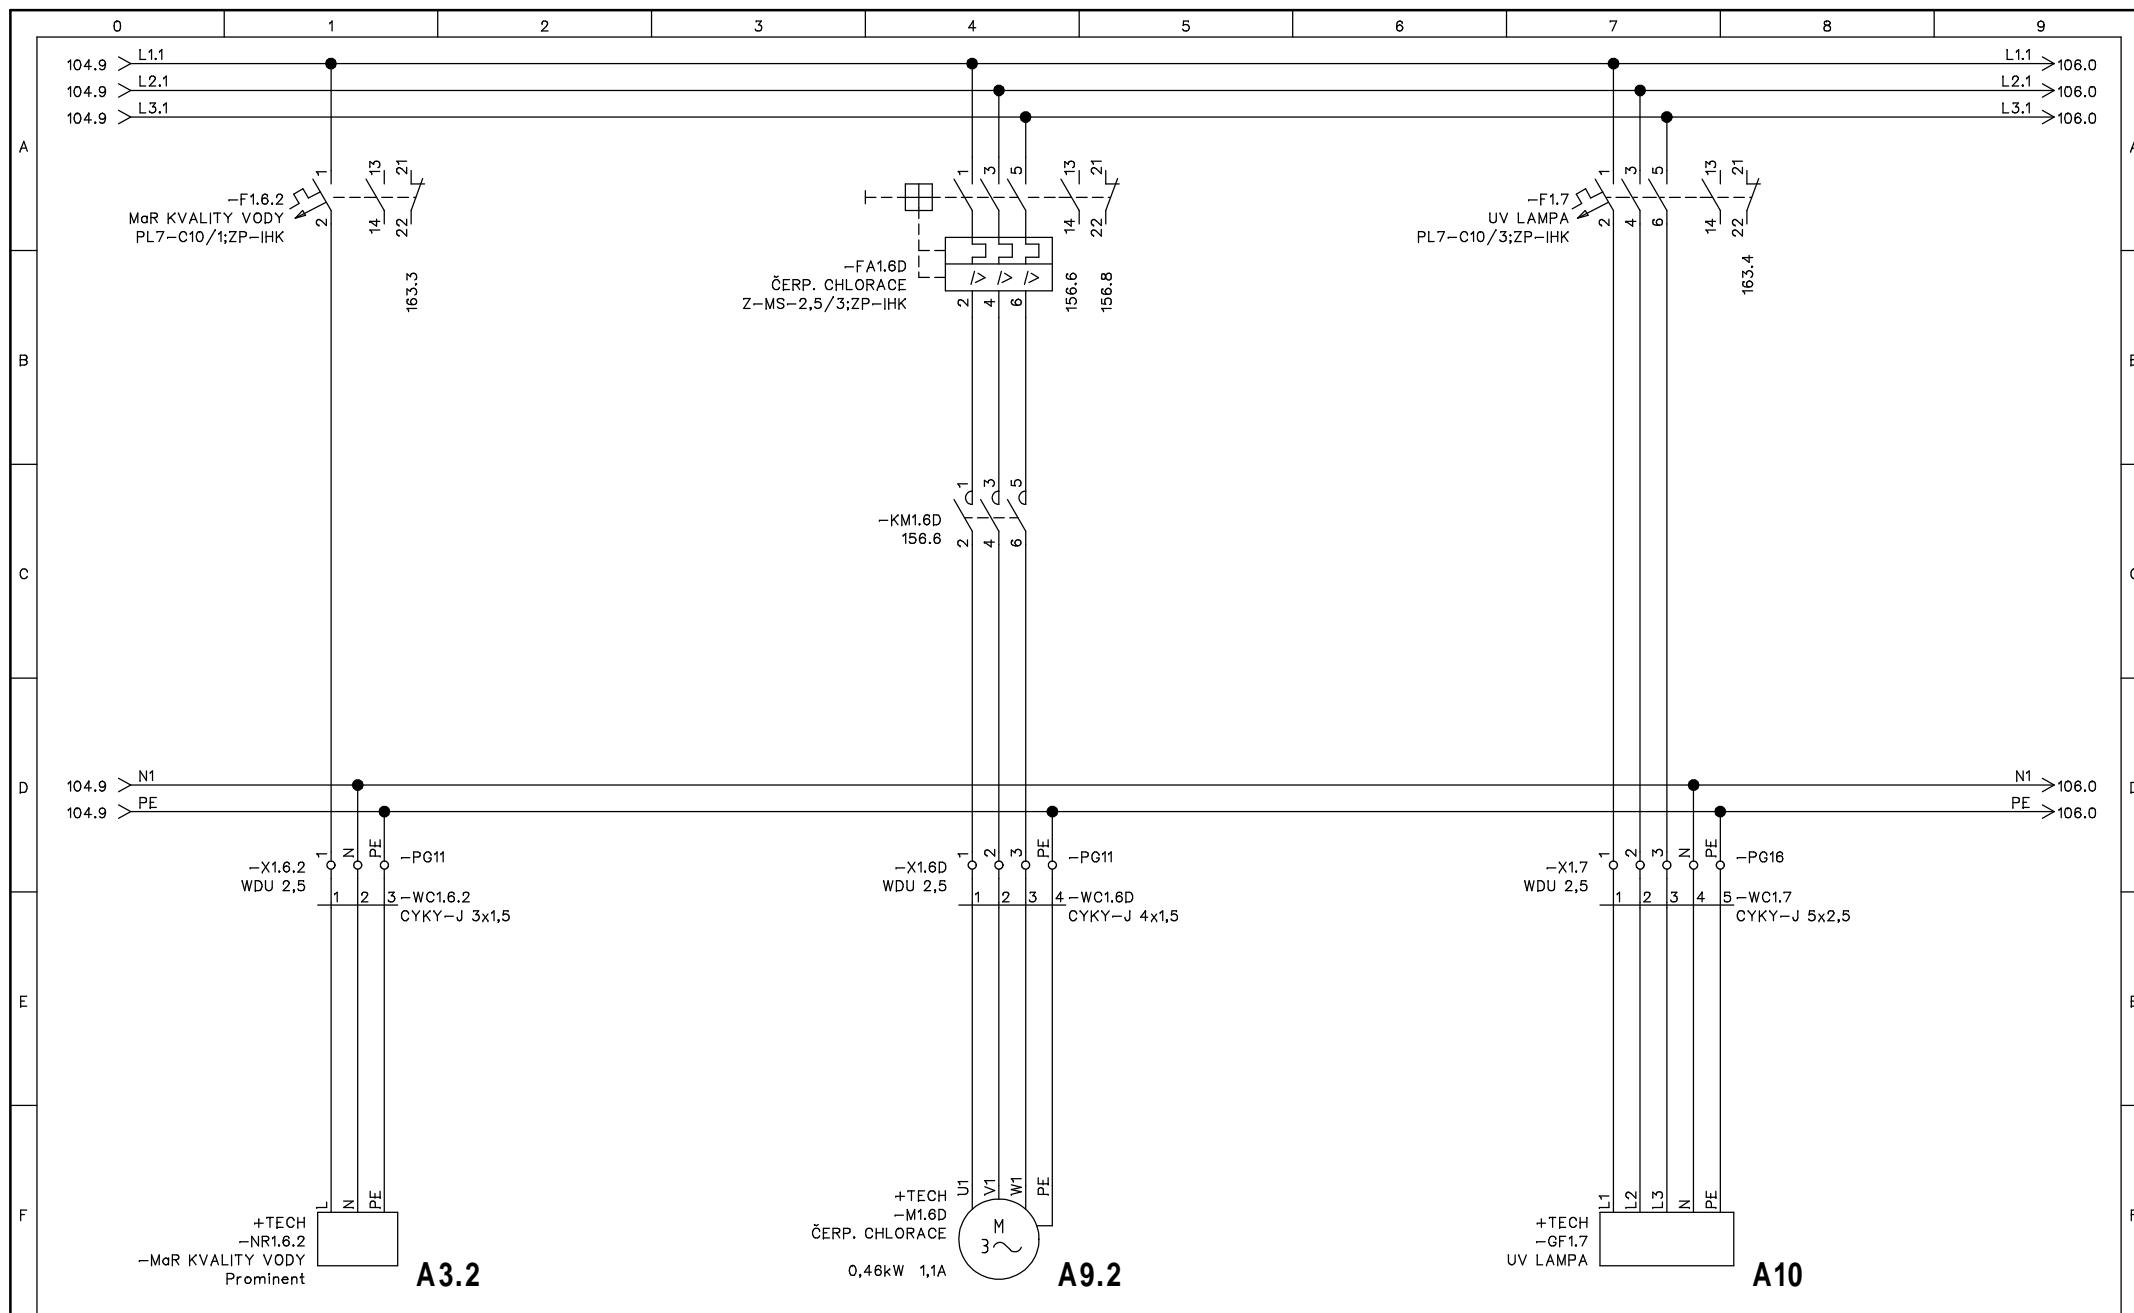 0 1 2 3 4 5 6 7 8 9
104.9 L1.1 L1.1 106.0
104.9 L2.1 L2.1 106.0
104.9 L3.1 L3.1 106.0
A
1 13 21
-F1.6.2
MaR KVALITY VODY
PL7-C10/1;ZP-IHK
2 14 22
163.3
1 3 5 13 21
14 22
-FA1.6D
ČERP. CHLORACE
Z-MS-2,5/3;ZP-IHK
I> I> I>
2 4 6
156.6 156.8
1 3 5 13 21
-F1.7
UV LAMPA
PL7-C10/3;ZP-IHK
2 4 6 14 22
163.4
B
1 3 5
-KM1.6D
156.6
2 4 6
C
D
104.9 N1 N1 106.0
104.9 PE PE 106.0
1 N PE -PG11
-X1.6.2
WDU 2,5
1 2 3 -WC1.6.2
CYKY-J 3x1,5
1 2 3 PE -PG11
-X1.6D
WDU 2,5
1 2 3 4 -WC1.6D
CYKY-J 4x1,5
1 2 3 N PE -PG16
-X1.7
WDU 2,5
1 2 3 4 5 -WC1.7
CYKY-J 5x2,5
E
F
L N PE
+TECH
-NR1.6.2
-MaR KVALITY VODY
Prominent
A3.2
U1 V1 W1 PE
+TECH
-M1.6D
ČERP. CHLORACE
0,46kW 1,1A
M
3~
A9.2
L1 L2 L3 N PE
+TECH
-GF1.7
UV LAMPA
A10